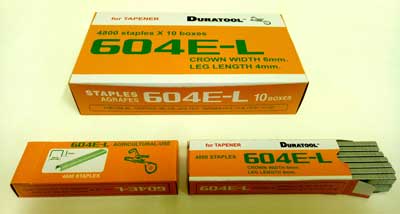 for TAPENER DURATOOL®
4800 staples X 10 boxes
604E-L
CROWN WIDTH 6mm.
LEG LENGTH 4mm.
STAPLES
AGRAFES
604E-L 10 BOXES
604E-L AGRICULTURAL-USE
4800 STAPLES
604E-L
for TAPENER DURATOOL®
4800 STAPLES
604E-L
CROWN WIDTH 6mm.
LEG LENGTH 4mm.